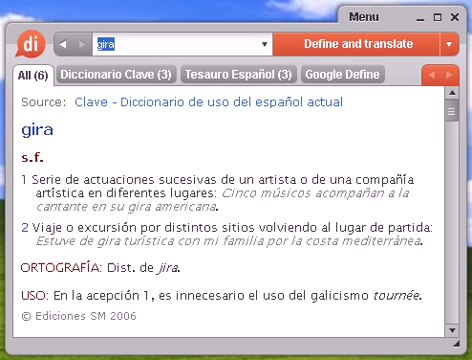 Menu
di
gira
Define and translate
All (6)
Diccionario Clave (3)
Tesauro Español (3)
Google Define
Source: Clave - Diccionario de uso del español actual
gira
s.f.
1 Serie de actuaciones sucesivas de un artista o de una compañía
artística en diferentes lugares: Cinco músicos acompañan a la
cantante en su gira americana.
2 Viaje o excursión por distintos sitios volviendo al lugar de partida:
Estuve de gira turística con mi familia por la costa mediterránea.
ORTOGRAFÍA: Dist. de jira.
USO: En la acepción 1, es innecesario el uso del galicismo tournée.
© Ediciones SM 2006